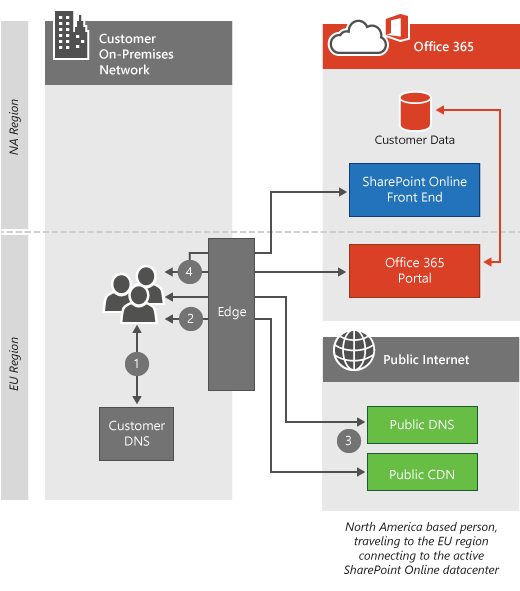 Customer
On-Premises
Network
Office 365
NA Region
Customer Data
SharePoint Online
Front End
4
Office 365
Portal
Edge
2
EU Region
1
Public Internet
Customer
DNS
Public DNS
3
Public CDN
North America based person,
traveling to the EU region
connecting to the active
SharePoint Online datacenter